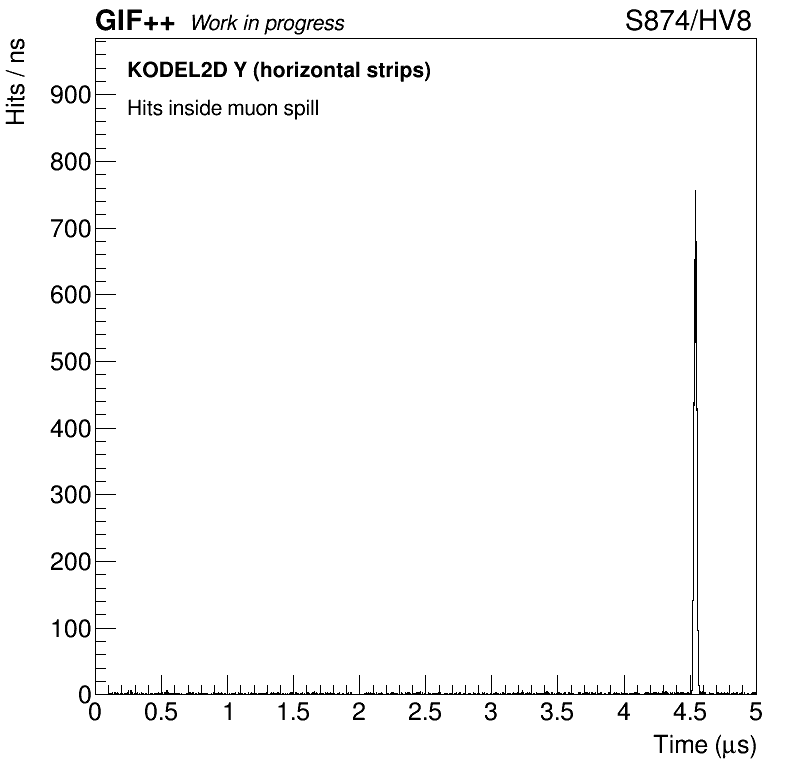 GIF++ Work in progress
S874/HV8
Hits / ns
KODEL2D Y (horizontal strips)
Hits inside muon spill
900
800
700
600
500
400
300
200
100
0
0 0.5 1 1.5 2 2.5 3 3.5 4 4.5 5
Time (μs)